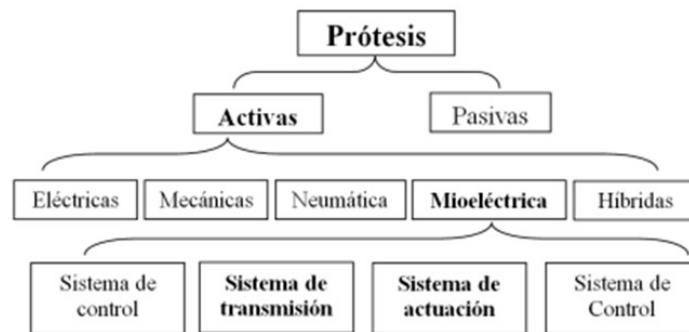 Prótesis
Activas
Pasivas
Eléctricas
Mecánicas
Neumática
Mioeléctrica
Híbridas
Sistema de
control
Sistema de
transmisión
Sistema de
actuación
Sistema de
Control